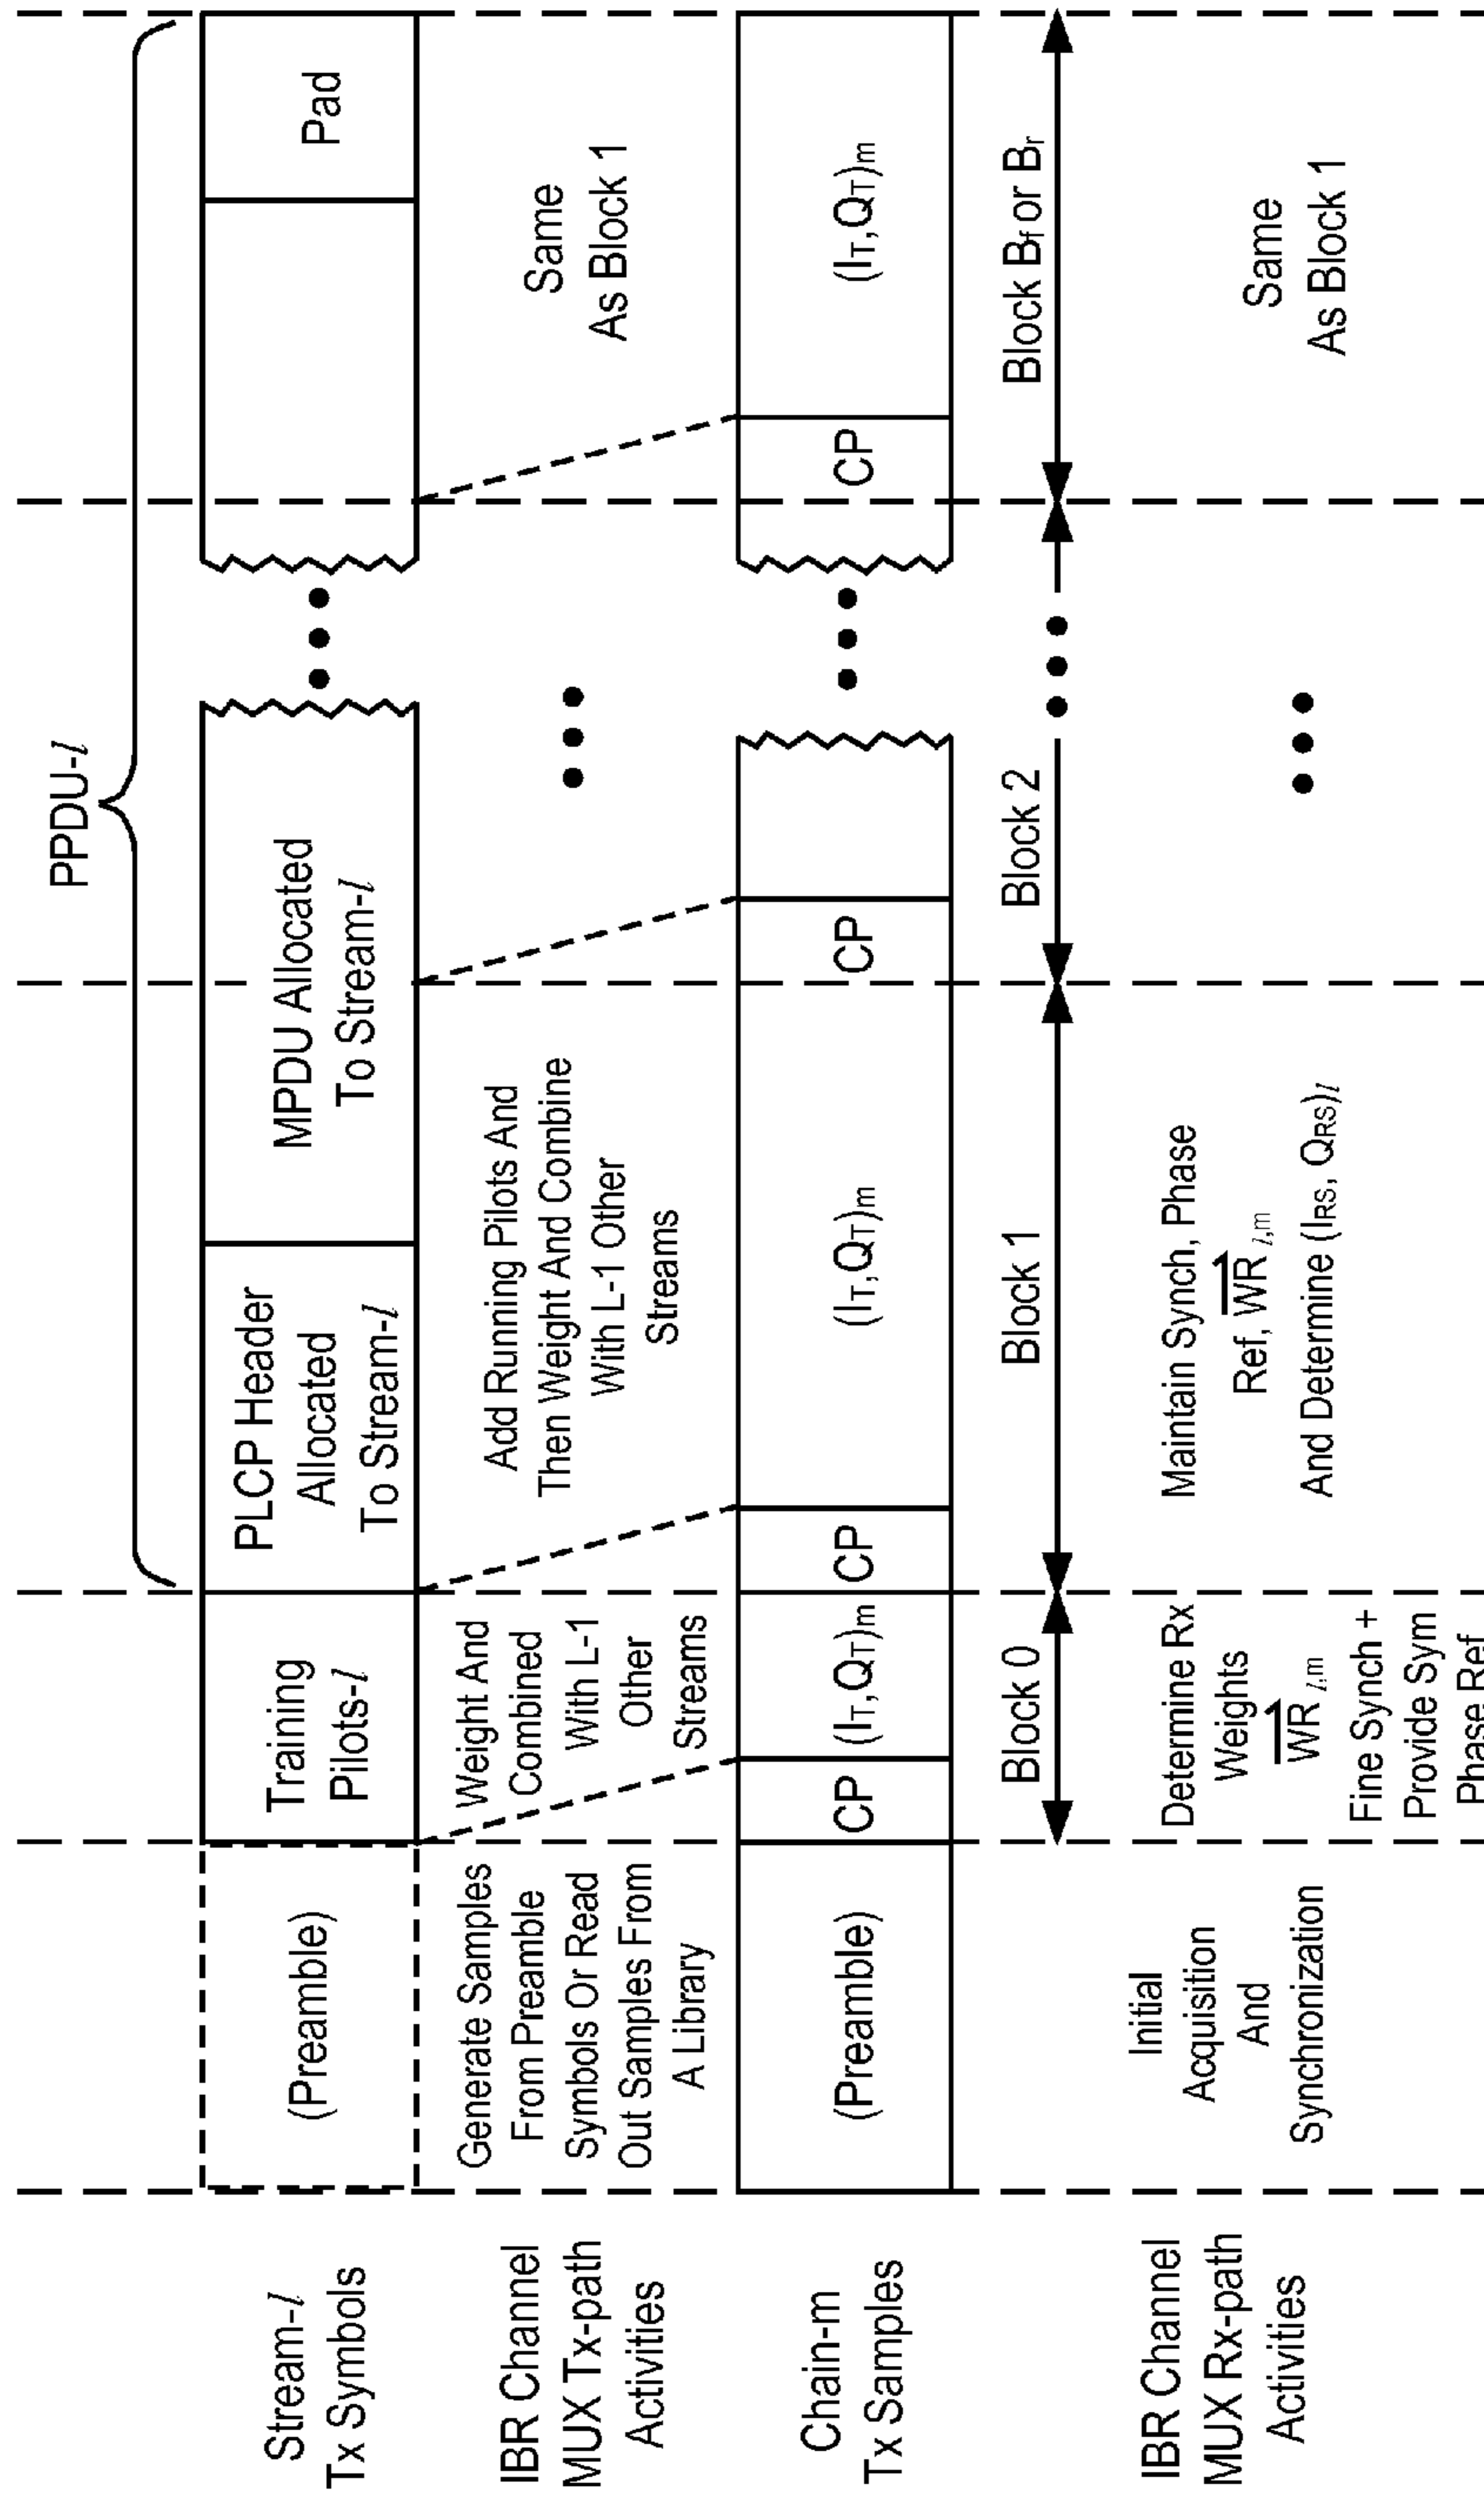 PPDU-l
Stream-l
Tx Symbols
(Preamble)
Training
Pilots-l
PLCP Header
Allocated
To Stream-l
MPDU Allocated
To Stream-l
Pad
IBR Channel
MUX Tx-path
Activities
Generate Samples
From Preamble
Symbols Or Read
Out Samples From
A Library
Weight And
Combined
With L-1
Other
Streams
Add Running Pilots And
Then Weight And Combine
With L-1 Other
Streams
Same
As Block 1
Chain-m
Tx Samples
(Preamble)
CP
(IT, QT)m
CP
(IT, QT)m
CP
CP
(IT, QT)m
Block 0
Block 1
Block 2
Block Bf or Br
IBR Channel
MUX Rx-path
Activities
Initial
Acquisition
And
Synchronization
Determine Rx
Weights
WR l,m
Fine Synch +
Provide Sym
Phase Ref
Maintain Synch, Phase
Ref, WR l,m
And Determine (IRS, QRS)l
Same
As Block 1